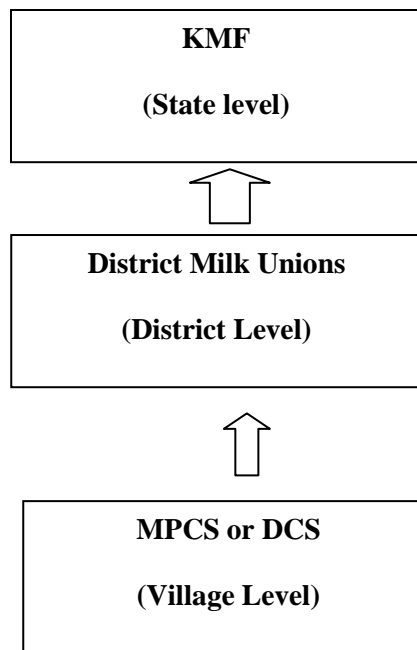 KMF
(State level)
District Milk Unions
(District Level)
MPCS or DCS
(Village Level)